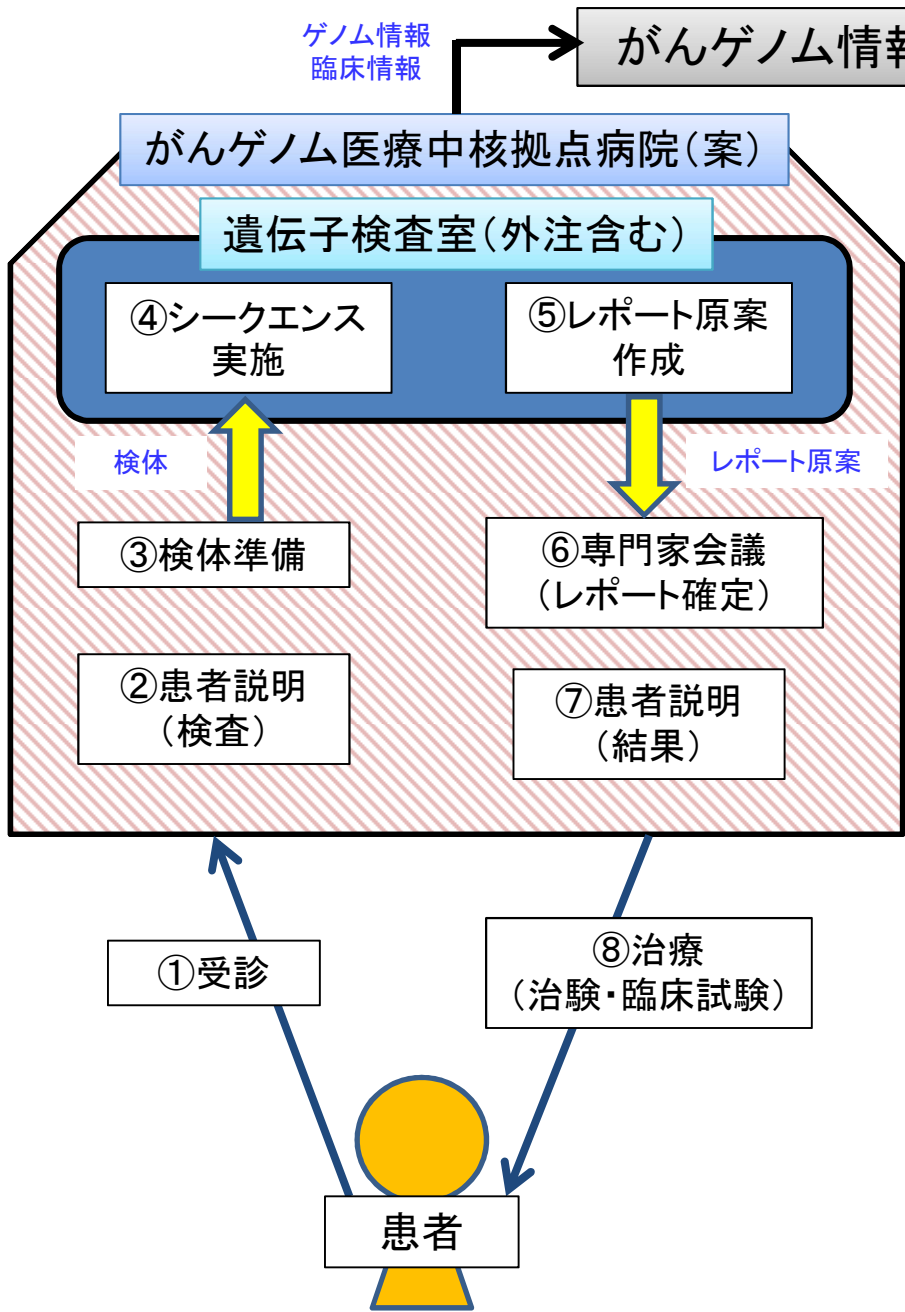 ゲノム情報
臨床情報
がんゲノム情報
がんゲノム医療中核拠点病院（案）
遺伝子検査室（外注含む）
④シークエンス
実施
⑤レポート原案
作成
検体
レポート原案
③検体準備
⑥専門家会議
（レポート確定）
②患者説明
（検査）
⑦患者説明
（結果）
①受診
⑧治療
（治験・臨床試験）
患者